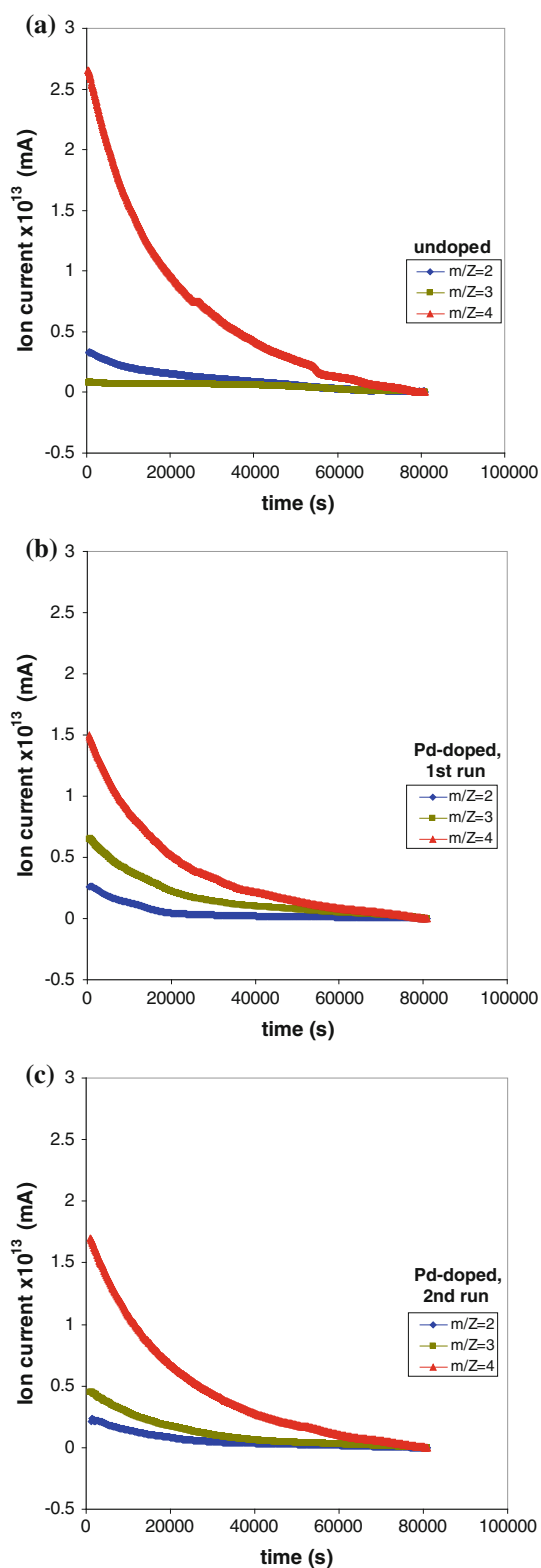 (a)
Ion current x10¹³ (mA)
3
2.5
2
1.5
1
0.5
0
-0.5
undoped
m/Z=2
m/Z=3
m/Z=4
0 20000 40000 60000 80000 100000
time (s)
(b)
Ion current x10¹³ (mA)
3
2.5
2
1.5
1
0.5
0
-0.5
Pd-doped,
1st run
m/Z=2
m/Z=3
m/Z=4
0 20000 40000 60000 80000 100000
time (s)
(c)
Ion current x10¹³ (mA)
3
2.5
2
1.5
1
0.5
0
-0.5
Pd-doped,
2nd run
m/Z=2
m/Z=3
m/Z=4
0 20000 40000 60000 80000 100000
time (s)